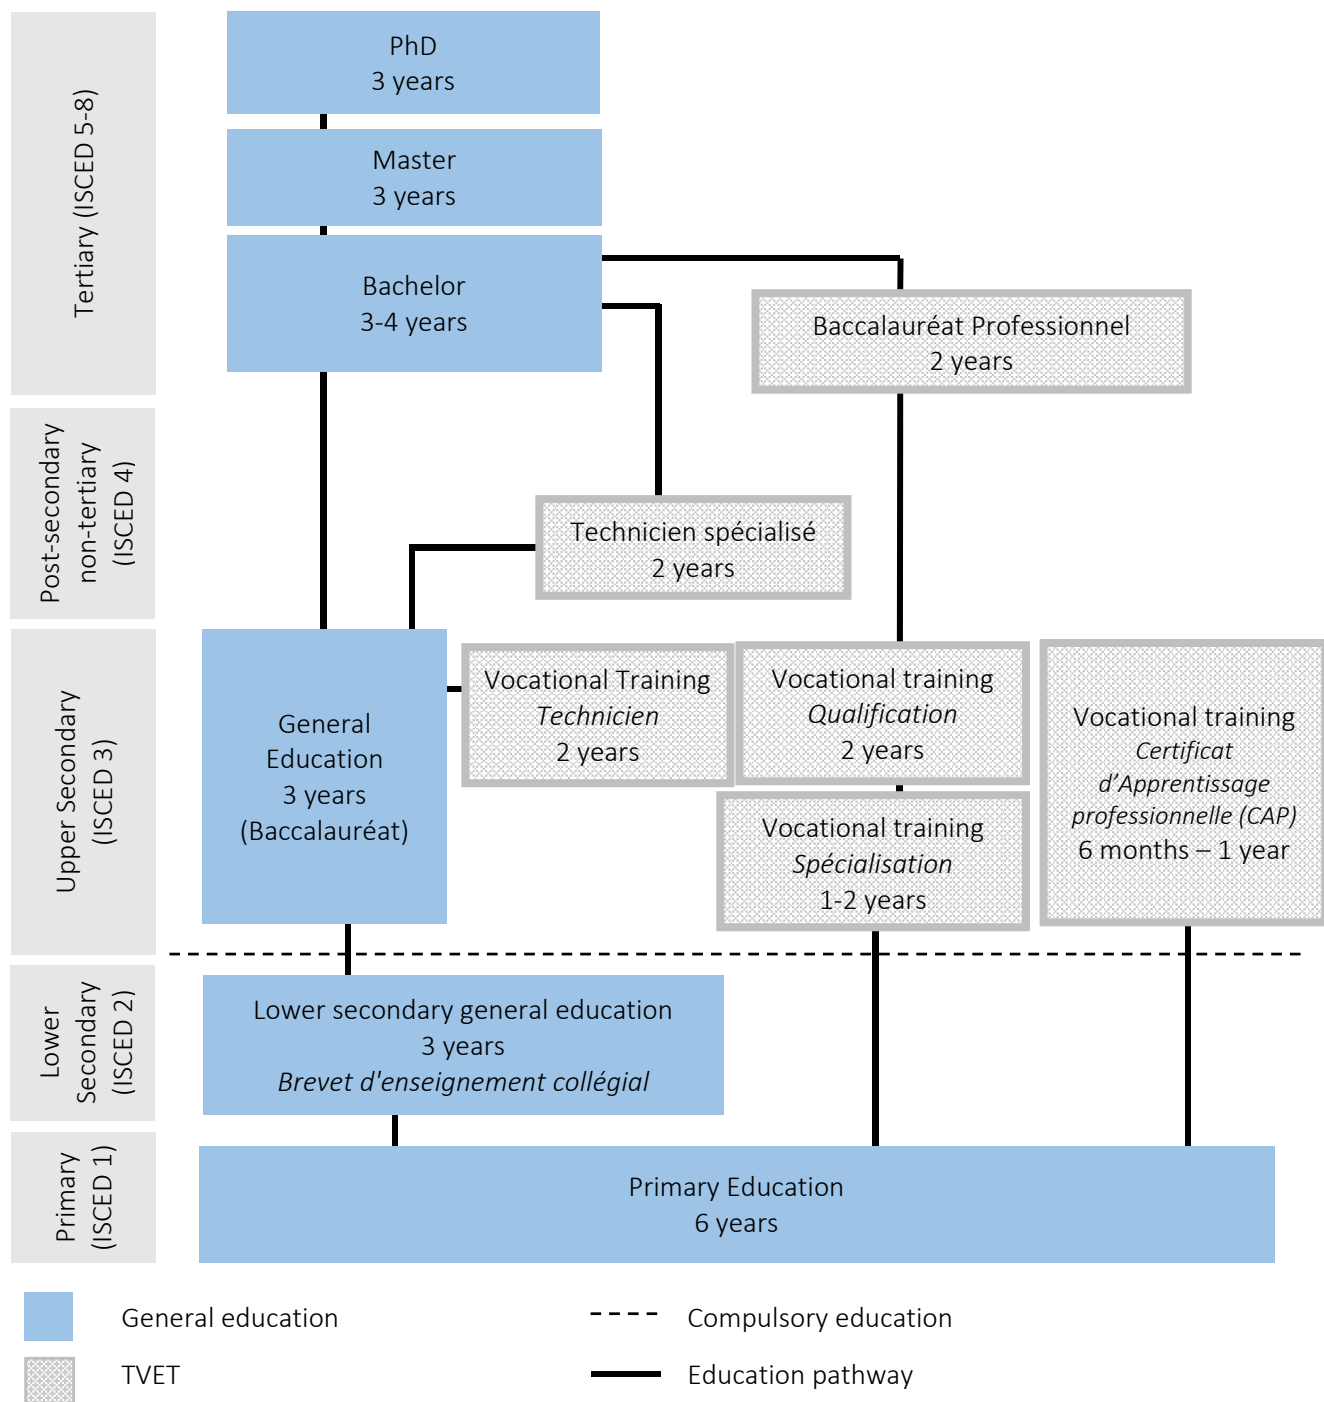 Tertiary (ISCED 5-8)
PhD
3 years
Master
3 years
Bachelor
3-4 years
Baccalauréat Professionnel
2 years
Post-secondary
non-tertiary
(ISCED 4)
Technicien spécialisé
2 years
Upper Secondary
(ISCED 3)
General
Education
3 years
(Baccalauréat)
Vocational Training
Technicien
2 years
Vocational training
Qualification
2 years
Vocational training
Spécialisation
1-2 years
Vocational training
Certificat
d’Apprentissage
professionnelle (CAP)
6 months – 1 year
Lower
Secondary
(ISCED 2)
Lower secondary general education
3 years
Brevet d'enseignement collégial
Primary
(ISCED 1)
Primary Education
6 years
General education
Compulsory education
TVET
Education pathway